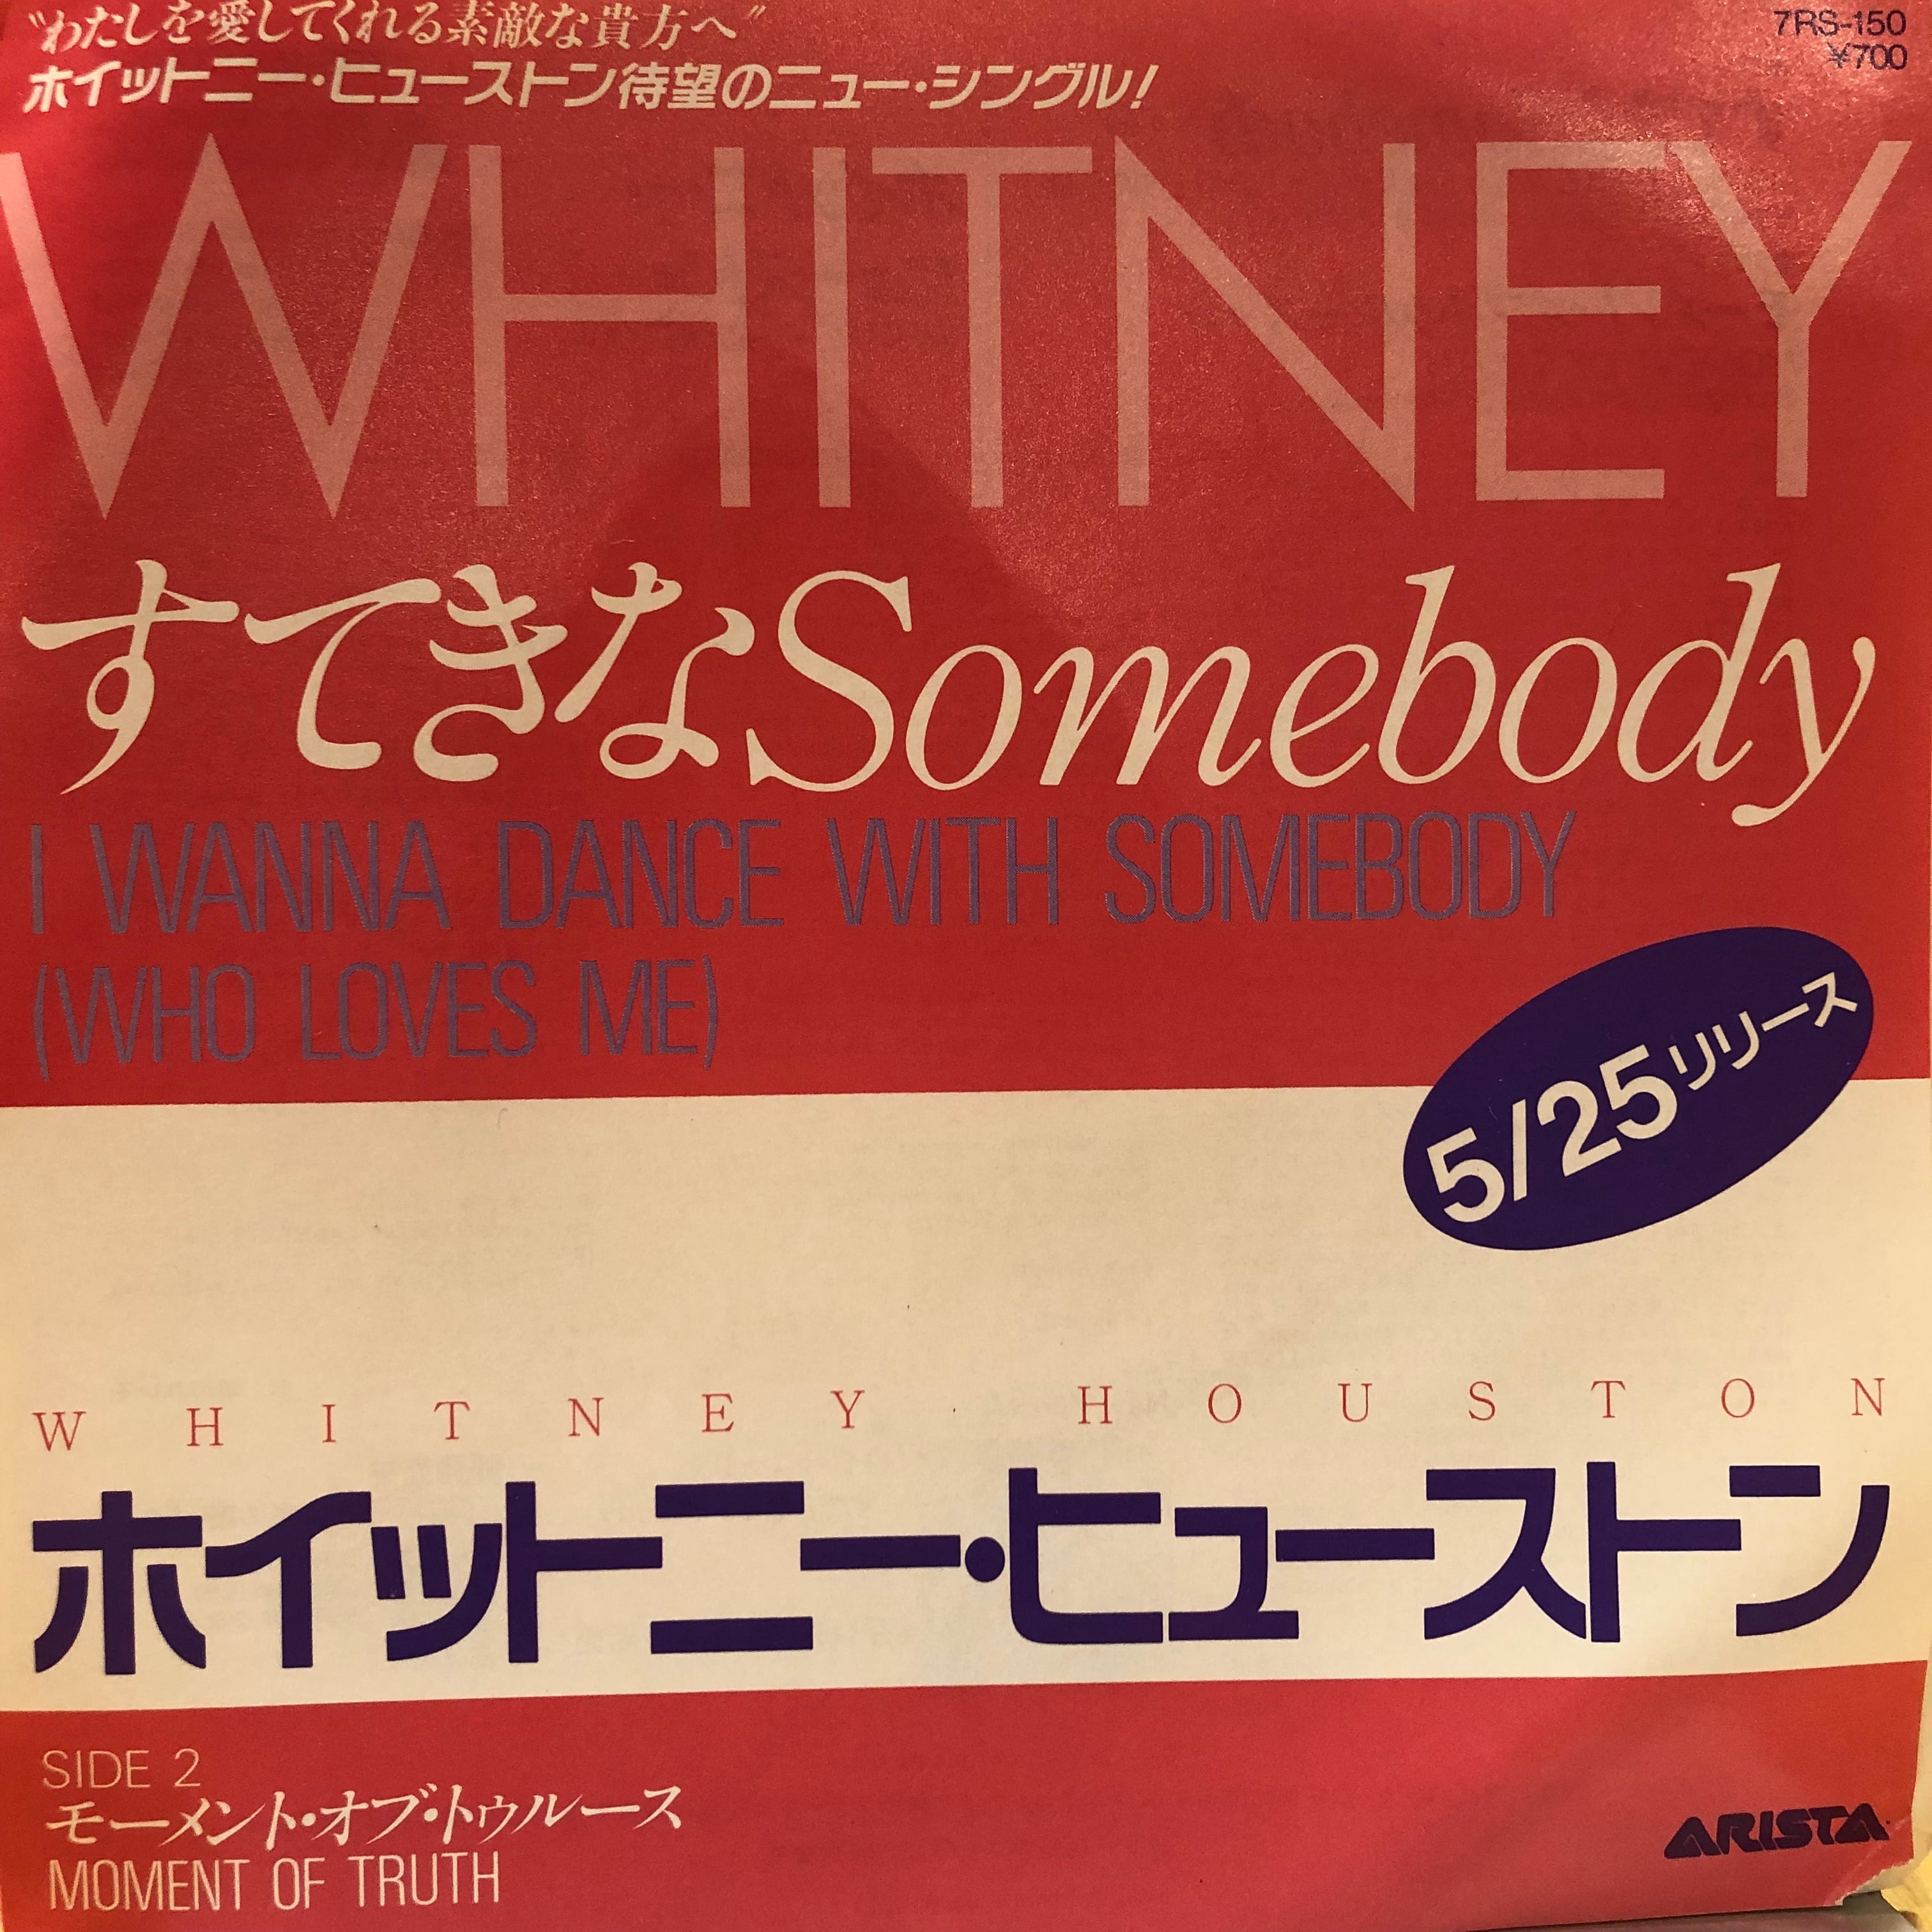 “わたしを愛してくれる素敵な貴方へ”
ホイットニー・ヒューストン待望のニュー・シングル!
7RS-150
¥700
WHITNEY
すてきなSomebody
I WANNA DANCE WITH SOMEBODY
(WHO LOVES ME)
5/25リリース
WHITNEY HOUSTON
ホイットニー・ヒューストン
SIDE 2
モーメント・オブ・トゥルース
MOMENT OF TRUTH
ARISTA